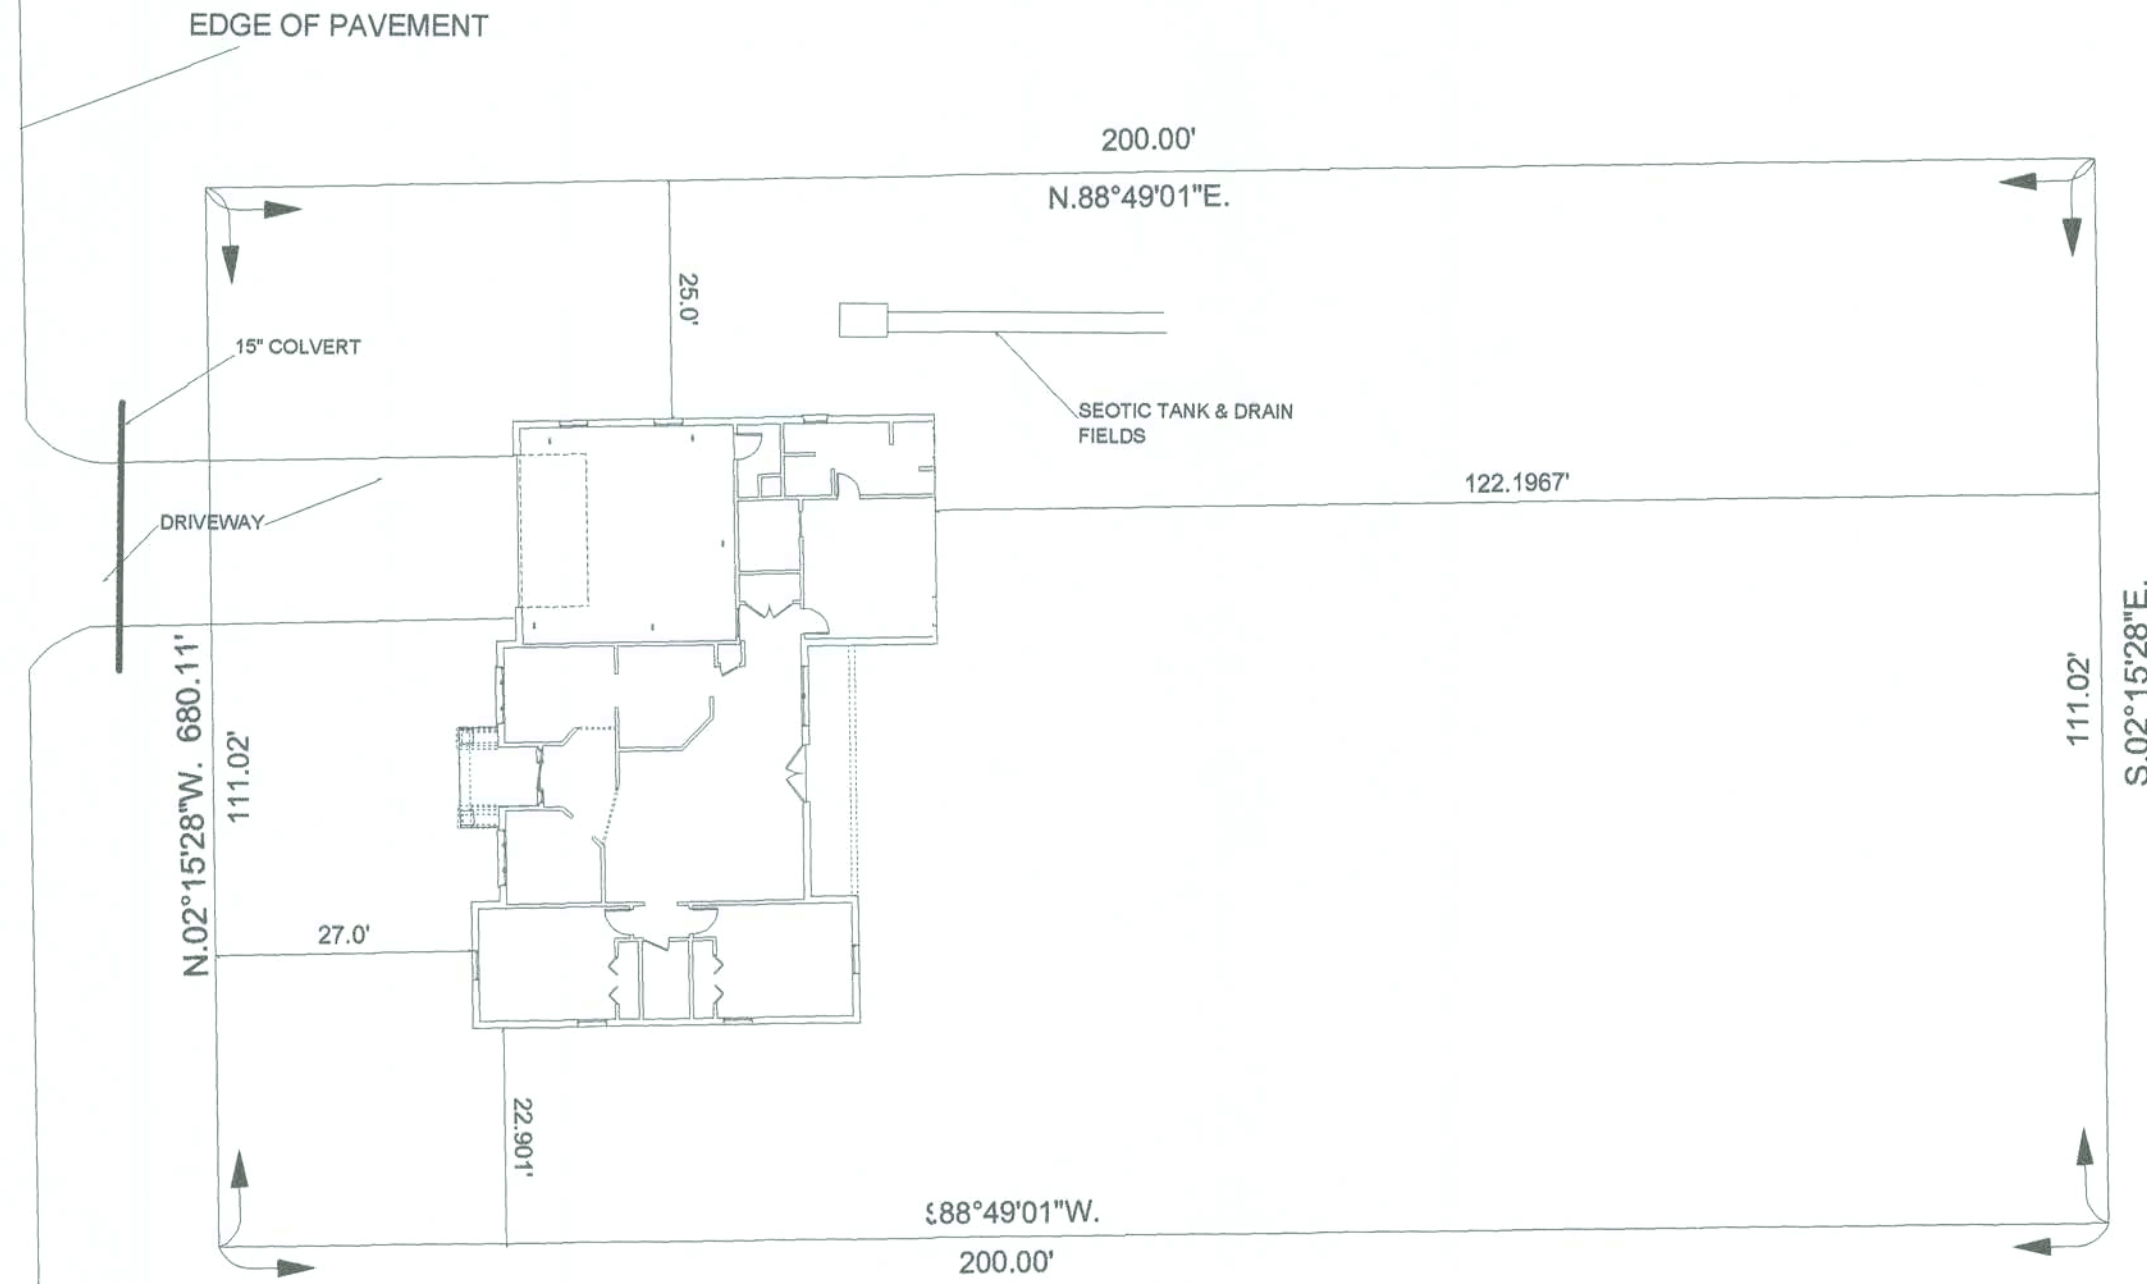 EDGE OF PAVEMENT
200.00'
N.88°49'01"E.
25.0'
15" COLVERT
SEOTIC TANK & DRAIN
FIELDS
122.1967'
DRIVEWAY
N.02°15'28"W. 680.11'
111.02'
111.02'
S.02°15'28"E.
27.0'
22.901'
S88°49'01"W.
200.00'